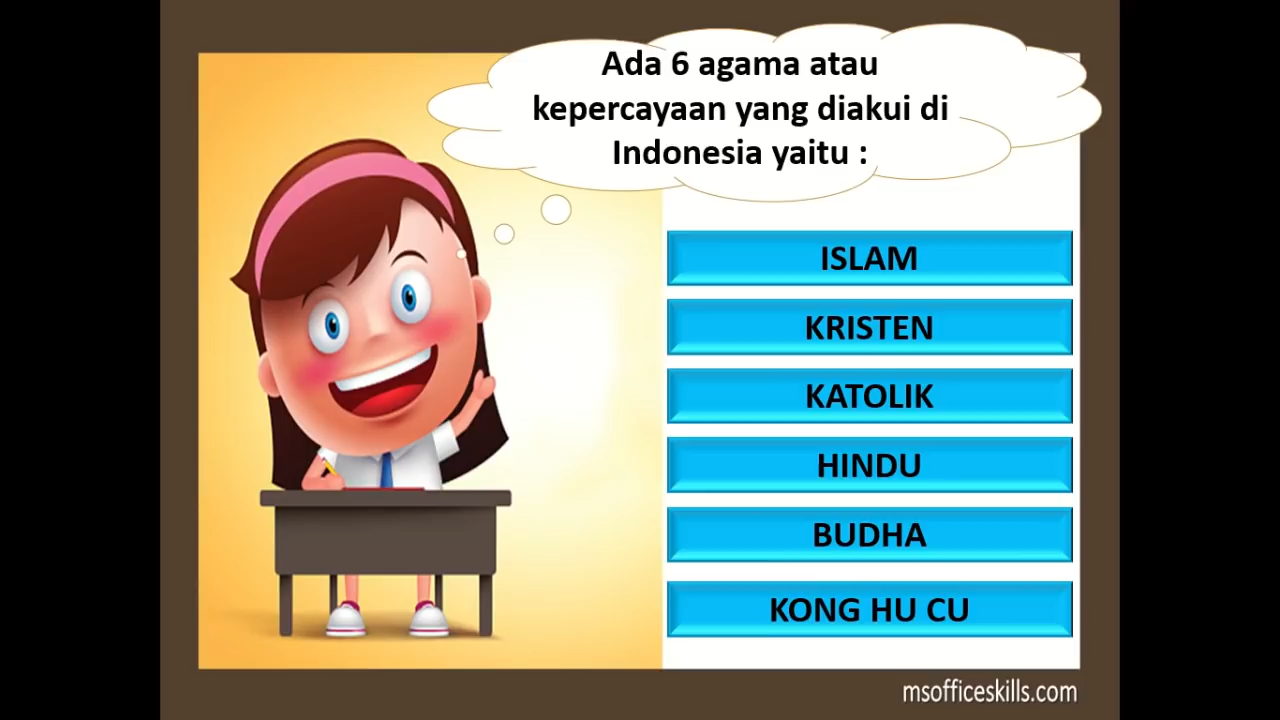 Ada 6 agama atau
kepercayaan yang diakui di
Indonesia yaitu :
ISLAM
KRISTEN
KATOLIK
HINDU
BUDHA
KONG HU CU
msofficeskills.com